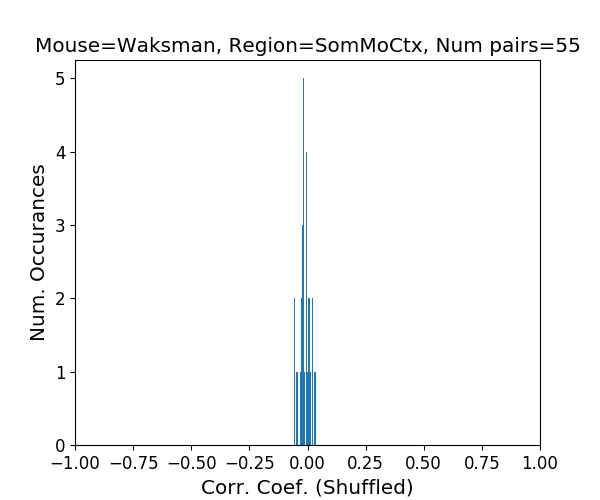 Mouse=Waksman, Region=SomMoCtx, Num pairs=55
5
4
3
2
1
0
Num. Occurances
−1.00 −0.75 −0.50 −0.25 0.00 0.25 0.50 0.75 1.00
Corr. Coef. (Shuffled)